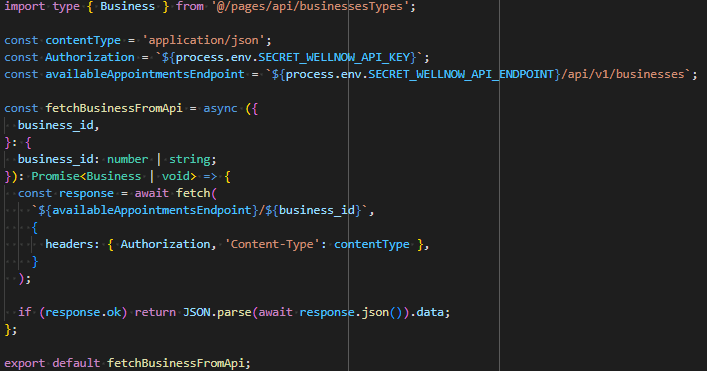 import type { Business } from '@/pages/api/businessesTypes';
const contentType = 'application/json';
const Authorization = `${process.env.SECRET_WELLNOW_API_KEY}`;
const availableAppointmentsEndpoint = `${process.env.SECRET_WELLNOW_API_ENDPOINT}/api/v1/businesses`;
const fetchBusinessFromApi = async ({
business_id,
}: {
business_id: number | string;
}): Promise<Business | void> => {
const response = await fetch(
`${availableAppointmentsEndpoint}/${business_id}`,
{
headers: { Authorization, 'Content-Type': contentType },
}
);
if (response.ok) return JSON.parse(await response.json()).data;
};
export default fetchBusinessFromApi;